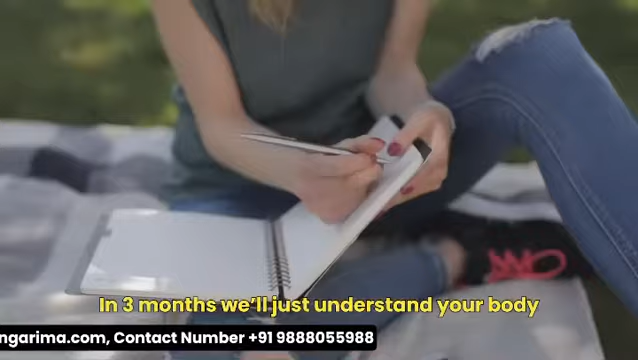 In 3 months we'll just understand your body
ngarima.com, Contact Number +91 9888055988